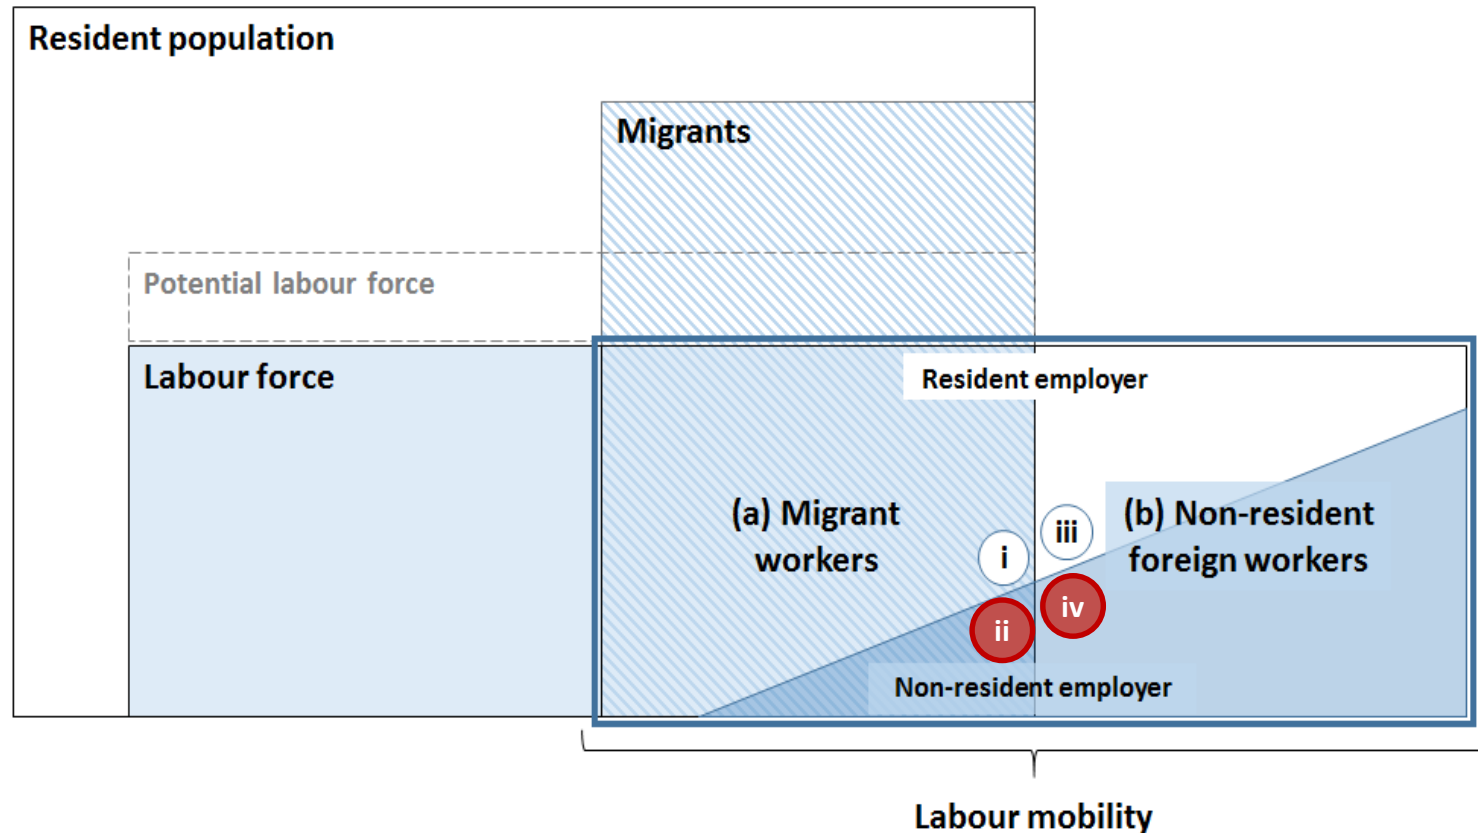 Resident population
Migrants
Potential labour force
Labour force
Resident employer
(a) Migrant
workers
i
iii
(b) Non-resident
foreign workers
ii
iv
Non-resident employer
Labour mobility